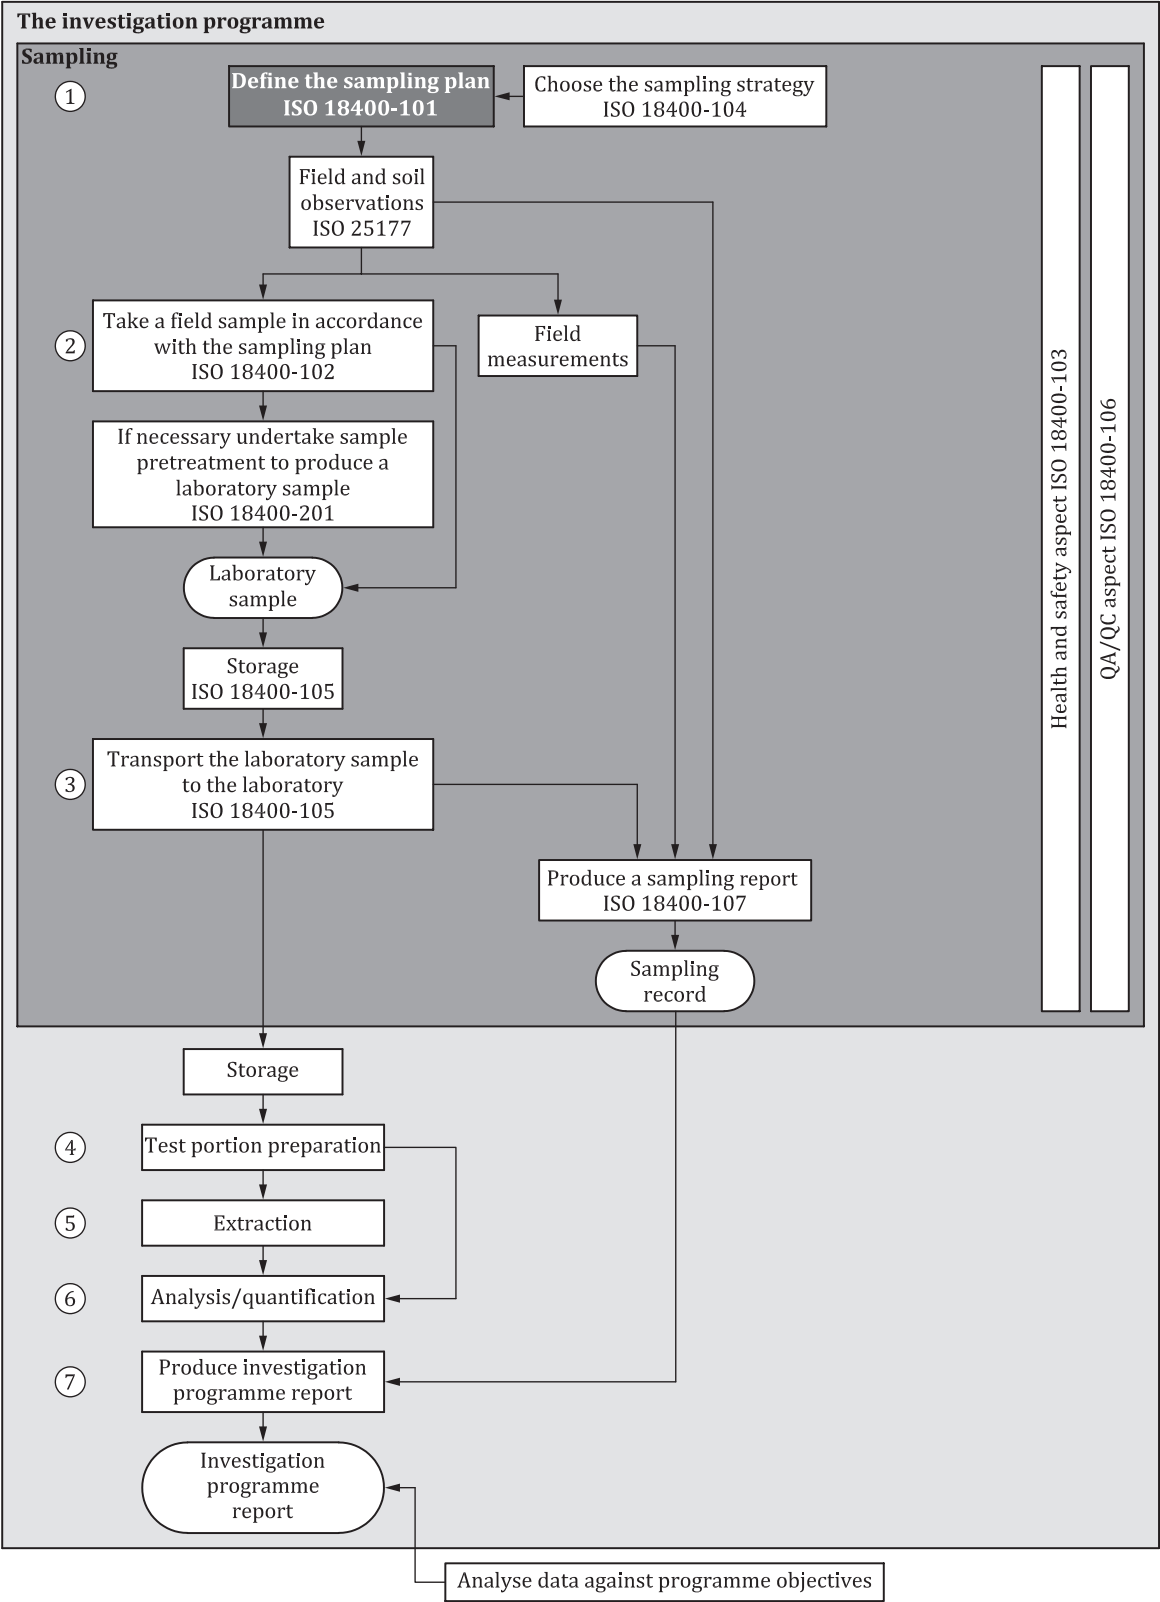 The investigation programme
Sampling
1
Define the sampling plan
ISO 18400-101
Choose the sampling strategy
ISO 18400-104
Field and soil
observations
ISO 25177
2
Take a field sample in accordance
with the sampling plan
ISO 18400-102
Field
measurements
If necessary undertake sample
pretreatment to produce a
laboratory sample
ISO 18400-201
Laboratory
sample
Storage
ISO 18400-105
3
Transport the laboratory sample
to the laboratory
ISO 18400-105
Produce a sampling report
ISO 18400-107
Sampling
record
Health and safety aspect ISO 18400-103
QA/QC aspect ISO 18400-106
Storage
4
Test portion preparation
5
Extraction
6
Analysis/quantification
7
Produce investigation
programme report
Investigation
programme
report
Analyse data against programme objectives